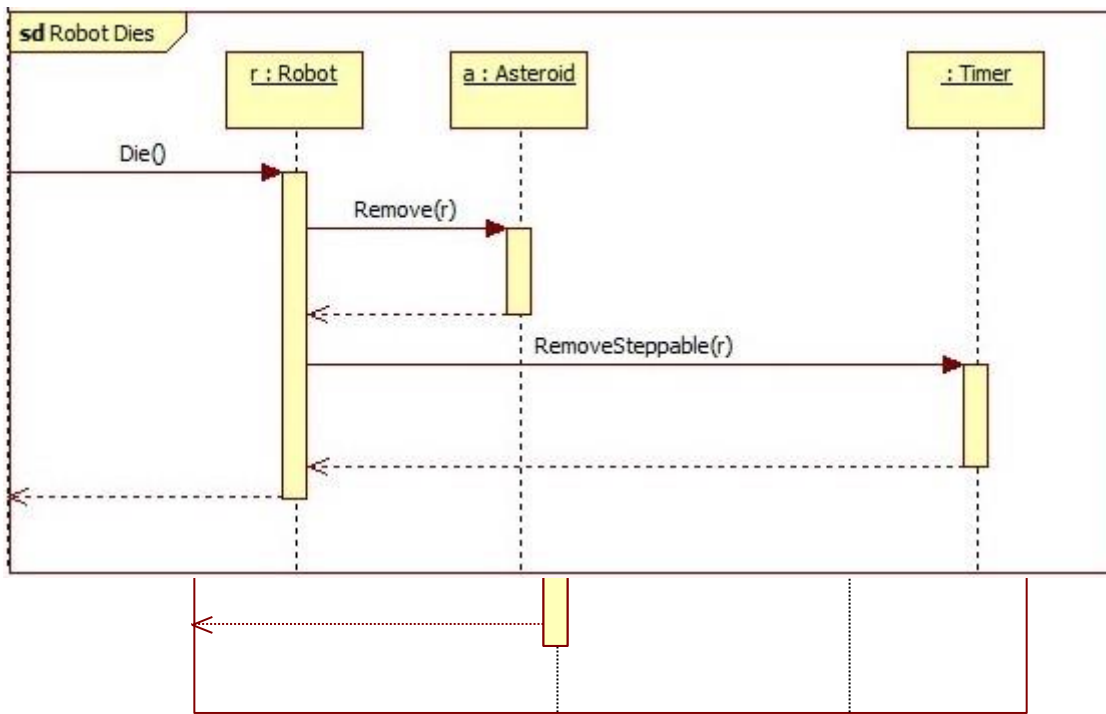 sd Robot Dies
r : Robot
a : Asteroid
: Timer
Die()
Remove(r)
RemoveSteppable(r)